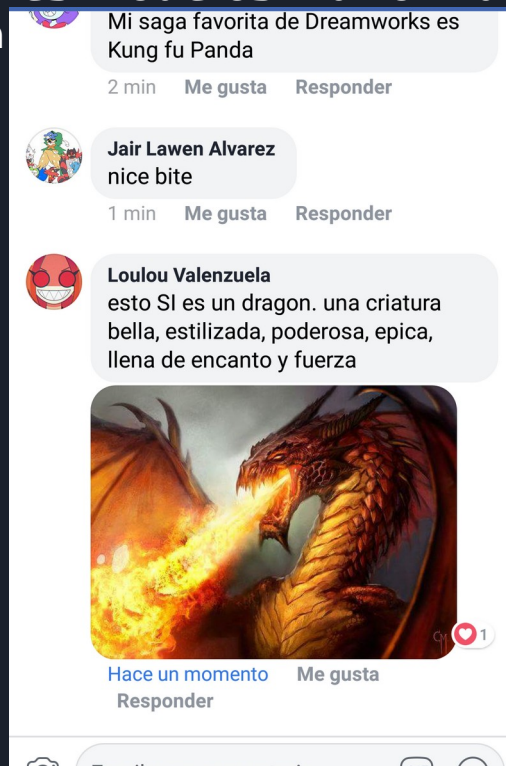 Mi saga favorita de Dreamworks es
Kung fu Panda
2 min Me gusta Responder
Jair Lawen Alvarez
nice bite
1 min Me gusta Responder
Loulou Valenzuela
esto SI es un dragon. una criatura
bella, estilizada, poderosa, epica,
llena de encanto y fuerza
CM
1
Hace un momento Me gusta
Responder